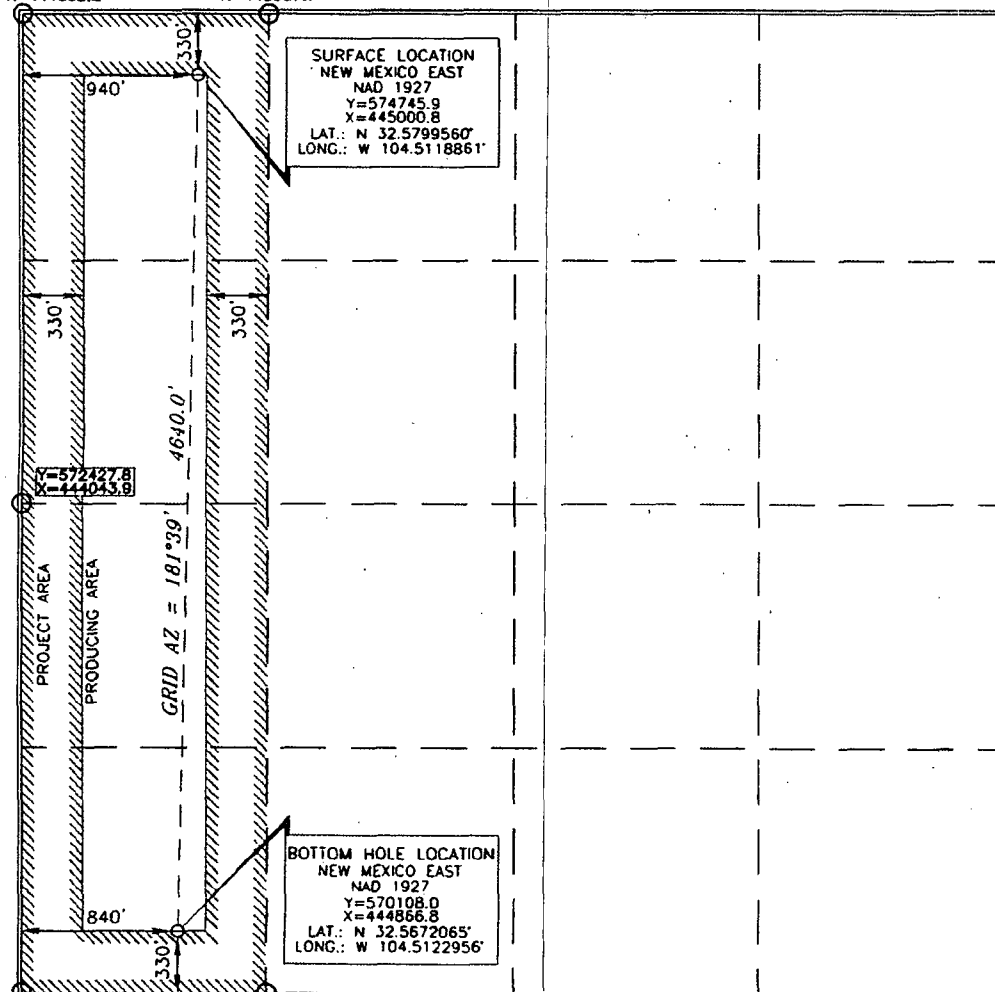 330'
SURFACE LOCATION
NEW MEXICO EAST
NAD 1927
Y=574745.9
X=445000.8
LAT.: N 32.5799560°
LONG.: W 104.5118861°
940'
330'
330'
4640.0'
Y=572427.8
X=444043.9
GRID AZ = 181°39'
PROJECT AREA
PRODUCING AREA
BOTTOM HOLE LOCATION
NEW MEXICO EAST
NAD 1927
Y=570108.0
X=444866.8
LAT.: N 32.5672065°
LONG.: W 104.5122956°
840'
330'